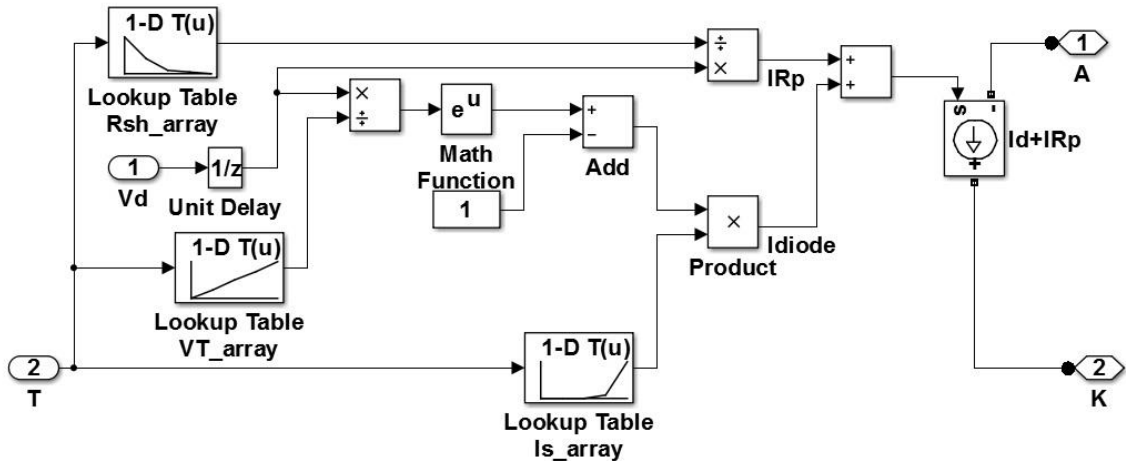 1-D T(u)
Lookup Table
Rsh_array
1
Vd
1/z
Unit Delay
×
÷
e^u
Math
Function
1
+
−
Add
÷
×
IRp
+
+
s
-
+
Id+IRp
1
A
1-D T(u)
Lookup Table
VT_array
×
Product
Idiode
2
T
1-D T(u)
Lookup Table
Is_array
2
K